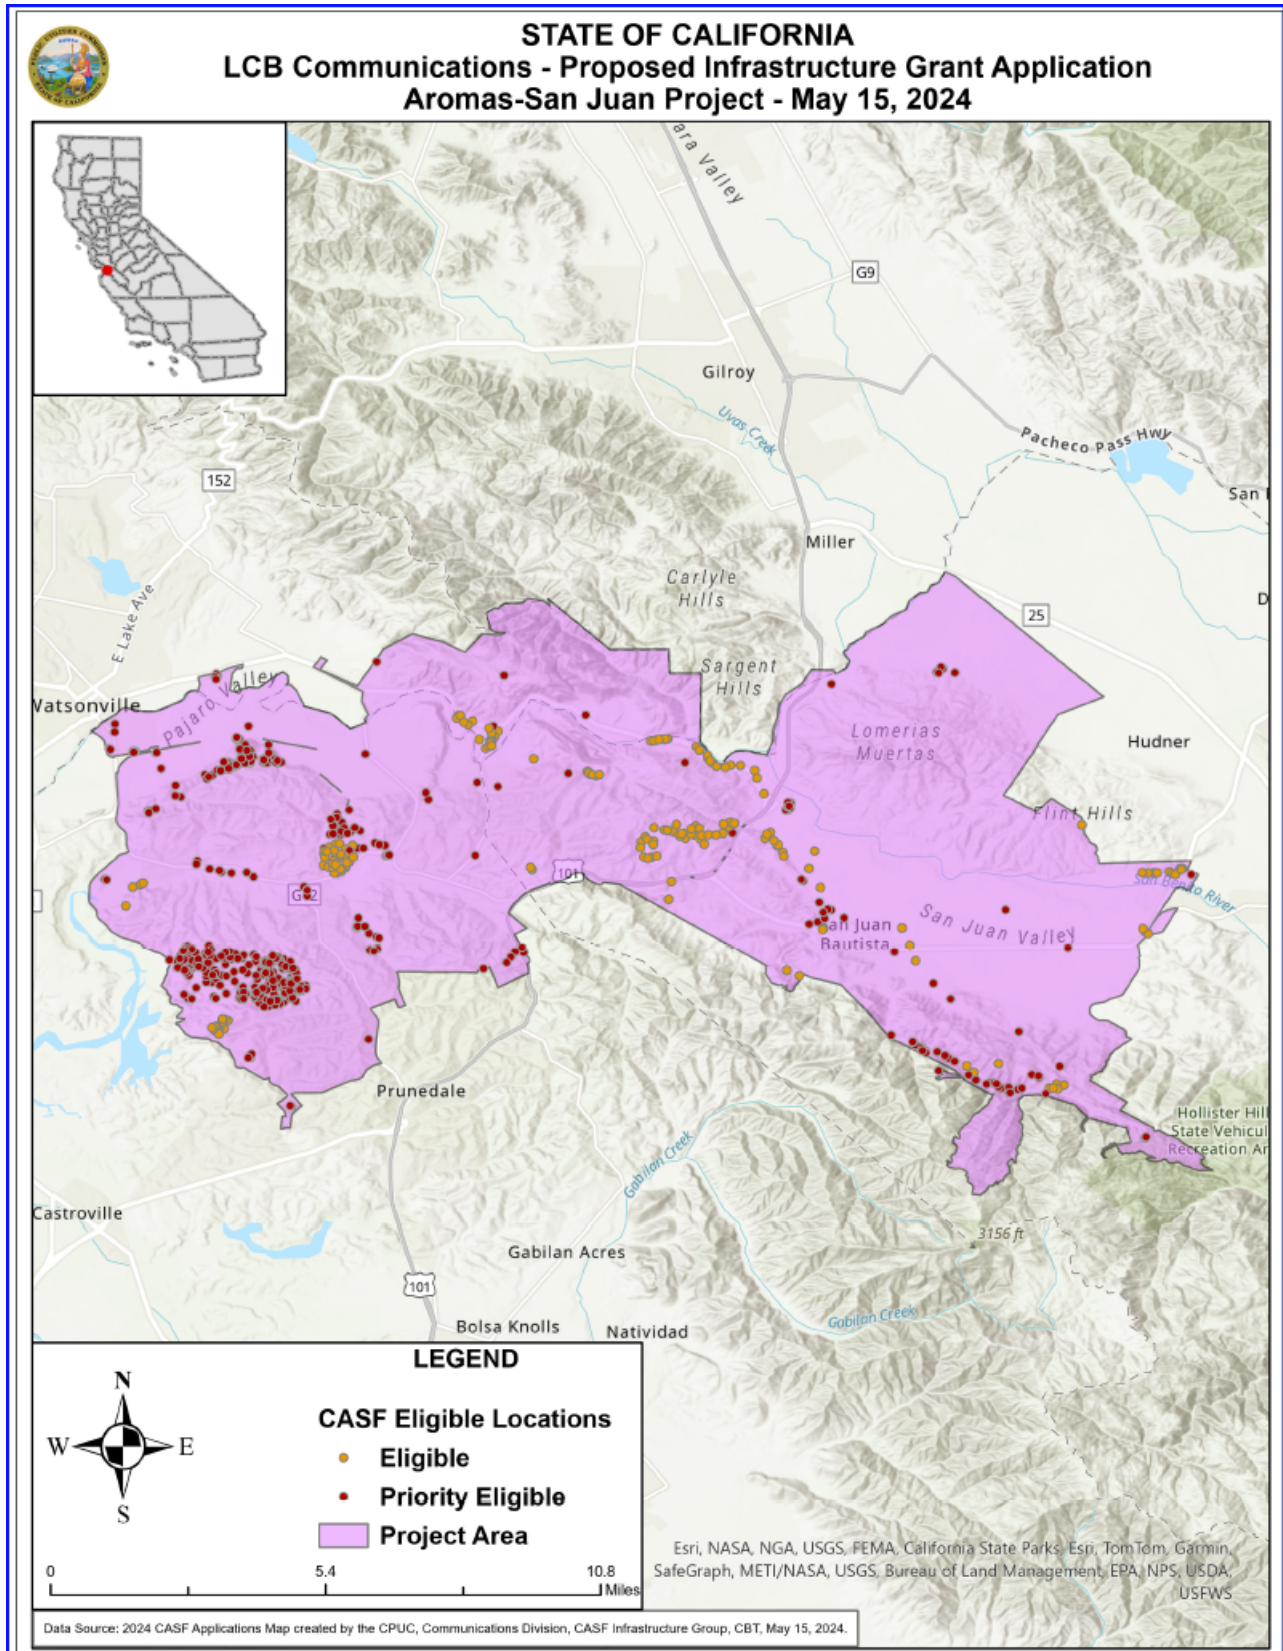 STATE OF CALIFORNIA
LCB Communications - Proposed Infrastructure Grant Application
Aromas-San Juan Project - May 15, 2024
ara Valley
G9
Gilroy
Uvas Creek
Pacheco Pass Hwy
152
San
Miller
Carlyle
Hills
E Lake Ave
25
D
Sargent
Hills
Pajaro Valley
Watsonville
Lomerias
Muertas
Hudner
Flint Hills
101
San Benito River
G12
San Juan Valley
an Juan
Bautista
Prunedale
Hollister Hill
State Vehicul
Recreation Ar
Gabilan Creek
Castroville
3156 ft
Gabilan Acres
101
Gabilan Creek
Bolsa Knolls
Natividad
LEGEND
N
W E
S
CASF Eligible Locations
Eligible
Priority Eligible
Project Area
0 5.4 10.8
Miles
Esri, NASA, NGA, USGS, FEMA, California State Parks, Esri, TomTom, Garmin,
SafeGraph, METI/NASA, USGS, Bureau of Land Management, EPA, NPS, USDA,
USFWS
Data Source: 2024 CASF Applications Map created by the CPUC, Communications Division, CASF Infrastructure Group, CBT, May 15, 2024.